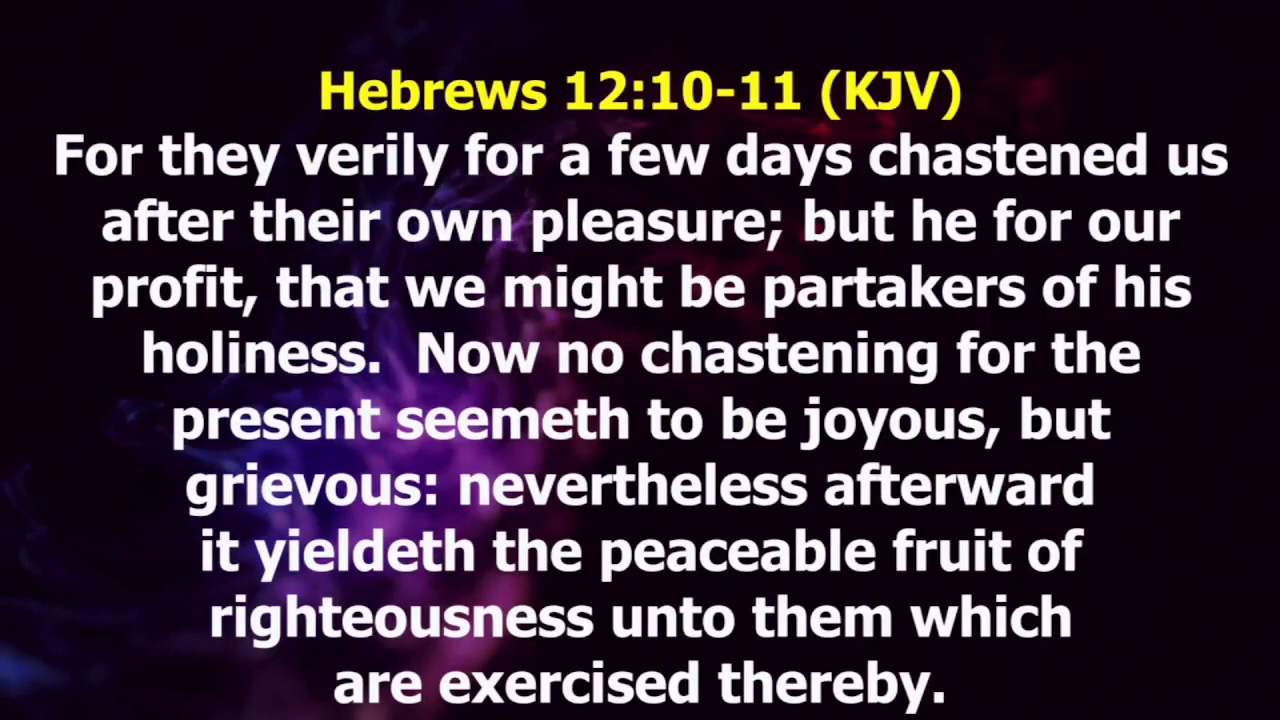 Hebrews 12:10-11 (KJV)
For they verily for a few days chastened us
after their own pleasure; but he for our
profit, that we might be partakers of his
holiness.  Now no chastening for the
present seemeth to be joyous, but
grievous: nevertheless afterward
it yieldeth the peaceable fruit of
righteousness unto them which
are exercised thereby.